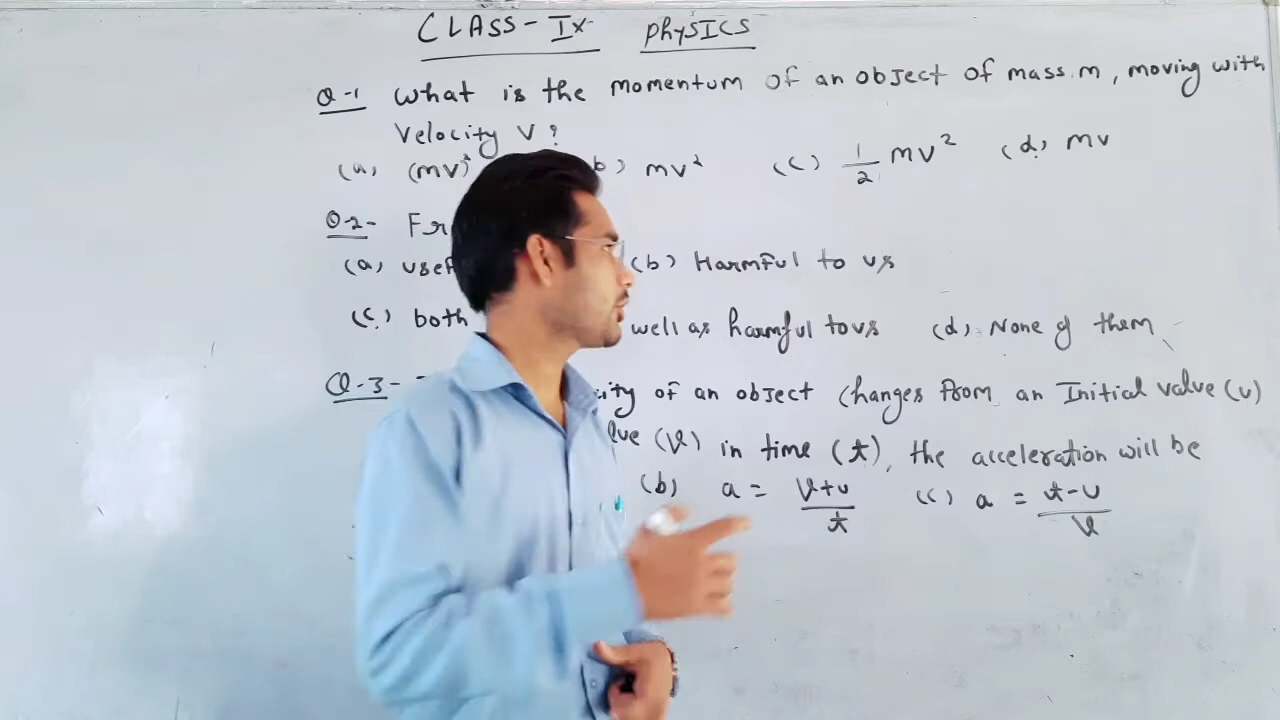 CLASS-IX PHYSICS
Q-1 What is the momentum of an object of mass m, moving with
Velocity V?
(a) (mv)² b) mv² (c) 1/2 mv² (d) mv
Q-2- Fr
(a) usef (b) Harmful to us
(c) both well as harmful to us (d) None of them
Q-3- city of an object changes from an Initial value (u)
lue (v) in time (t), the acceleration will be
(b) a = v+u/t (c) a = t-u/v